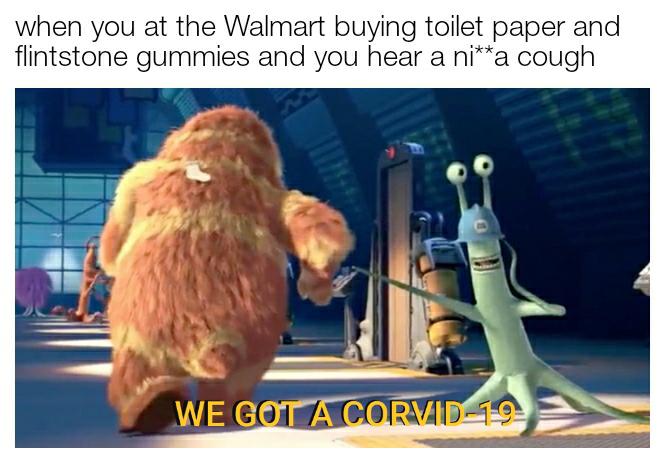 when you at the Walmart buying toilet paper and
flintstone gummies and you hear a ni**a cough
WE GOT A CORVID-19